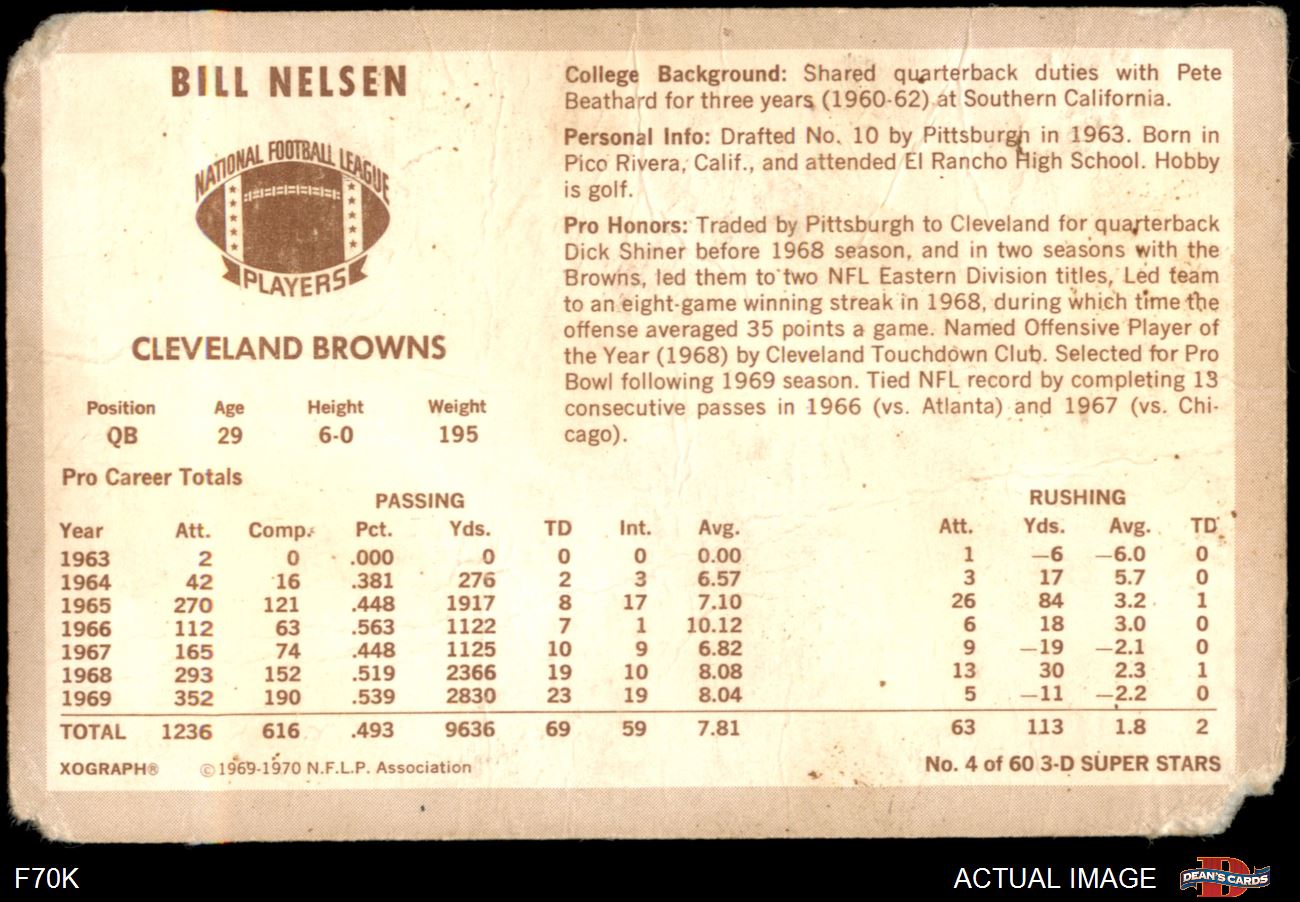 BILL NELSEN
NATIONAL FOOTBALL LEAGUE
PLAYERS
CLEVELAND BROWNS
Position Age Height Weight
QB 29 6-0 195
College Background: Shared quarterback duties with Pete
Beathard for three years (1960-62) at Southern California.
Personal Info: Drafted No. 10 by Pittsburgh in 1963. Born in
Pico Rivera, Calif., and attended El Rancho High School. Hobby
is golf.
Pro Honors: Traded by Pittsburgh to Cleveland for quarterback
Dick Shiner before 1968 season, and in two seasons with the
Browns, led them to two NFL Eastern Division titles, Led team
to an eight-game winning streak in 1968, during which time the
offense averaged 35 points a game. Named Offensive Player of
the Year (1968) by Cleveland Touchdown Club. Selected for Pro
Bowl following 1969 season. Tied NFL record by completing 13
consecutive passes in 1966 (vs. Atlanta) and 1967 (vs. Chi-
cago).
Pro Career Totals
PASSING RUSHING
Year Att. Comp. Pct. Yds. TD Int. Avg. Att. Yds. Avg. TD
1963 2 0 .000 0 0 0 0.00 1 —6 —6.0 0
1964 42 16 .381 276 2 3 6.57 3 17 5.7 0
1965 270 121 .448 1917 8 17 7.10 26 84 3.2 1
1966 112 63 .563 1122 7 1 10.12 6 18 3.0 0
1967 165 74 .448 1125 10 9 6.82 9 —19 —2.1 0
1968 293 152 .519 2366 19 10 8.08 13 30 2.3 1
1969 352 190 .539 2830 23 19 8.04 5 —11 —2.2 0
TOTAL 1236 616 .493 9636 69 59 7.81 63 113 1.8 2
XOGRAPH® ©1969-1970 N.F.L.P. Association No. 4 of 60 3-D SUPER STARS
F70K ACTUAL IMAGE DEAN'S CARDS